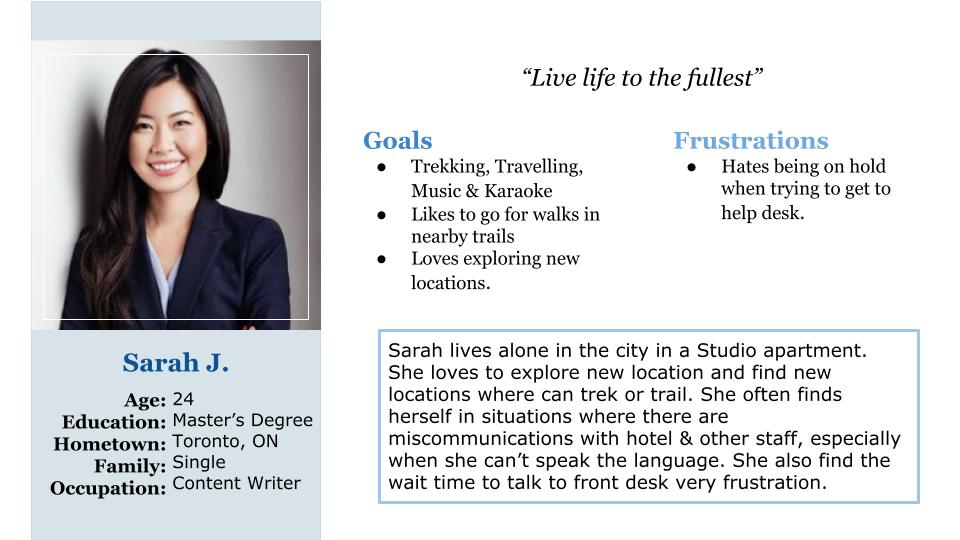 “Live life to the fullest”
Goals
● Trekking, Travelling,
Music & Karaoke
● Likes to go for walks in
nearby trails
● Loves exploring new
locations.
Frustrations
● Hates being on hold
when trying to get to
help desk.
Sarah J.
Age: 24
Education: Master’s Degree
Hometown: Toronto, ON
Family: Single
Occupation: Content Writer
Sarah lives alone in the city in a Studio apartment.
She loves to explore new location and find new
locations where can trek or trail. She often finds
herself in situations where there are
miscommunications with hotel & other staff, especially
when she can’t speak the language. She also find the
wait time to talk to front desk very frustration.